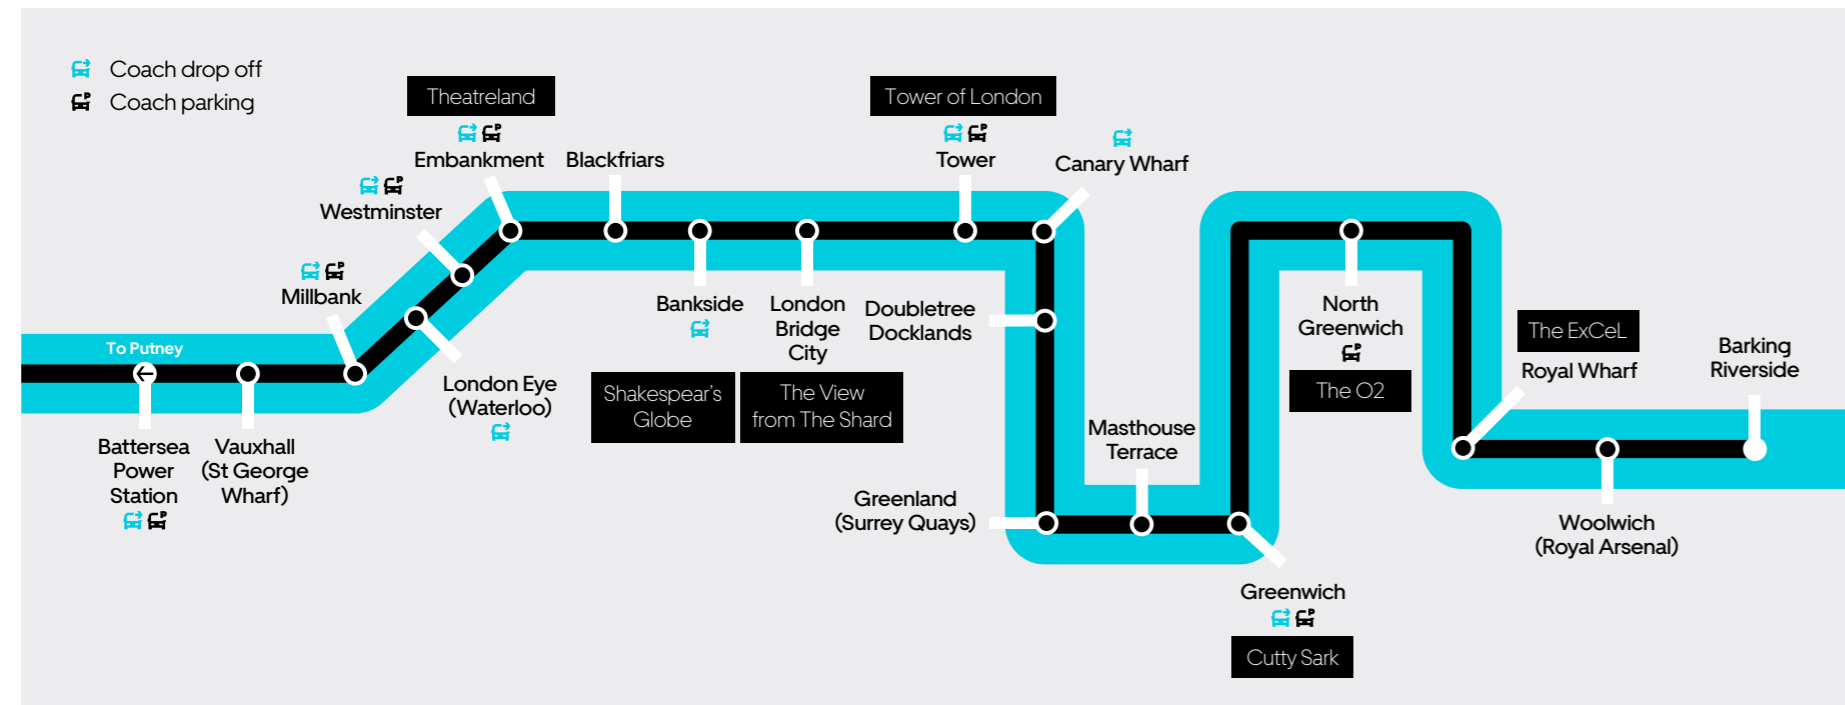 Coach drop off
Coach parking
Theatreland
Embankment
Blackfriars
Tower of London
Tower
Canary Wharf
Westminster
Millbank
To Putney
Battersea
Power
Station
Vauxhall
(St George
Wharf)
London Eye
(Waterloo)
Bankside
Shakespear's
Globe
London
Bridge
City
The View
from The Shard
Doubletree
Docklands
Greenland
(Surrey Quays)
Masthouse
Terrace
Greenwich
Cutty Sark
North
Greenwich
The O2
The ExCeL
Royal Wharf
Woolwich
(Royal Arsenal)
Barking
Riverside